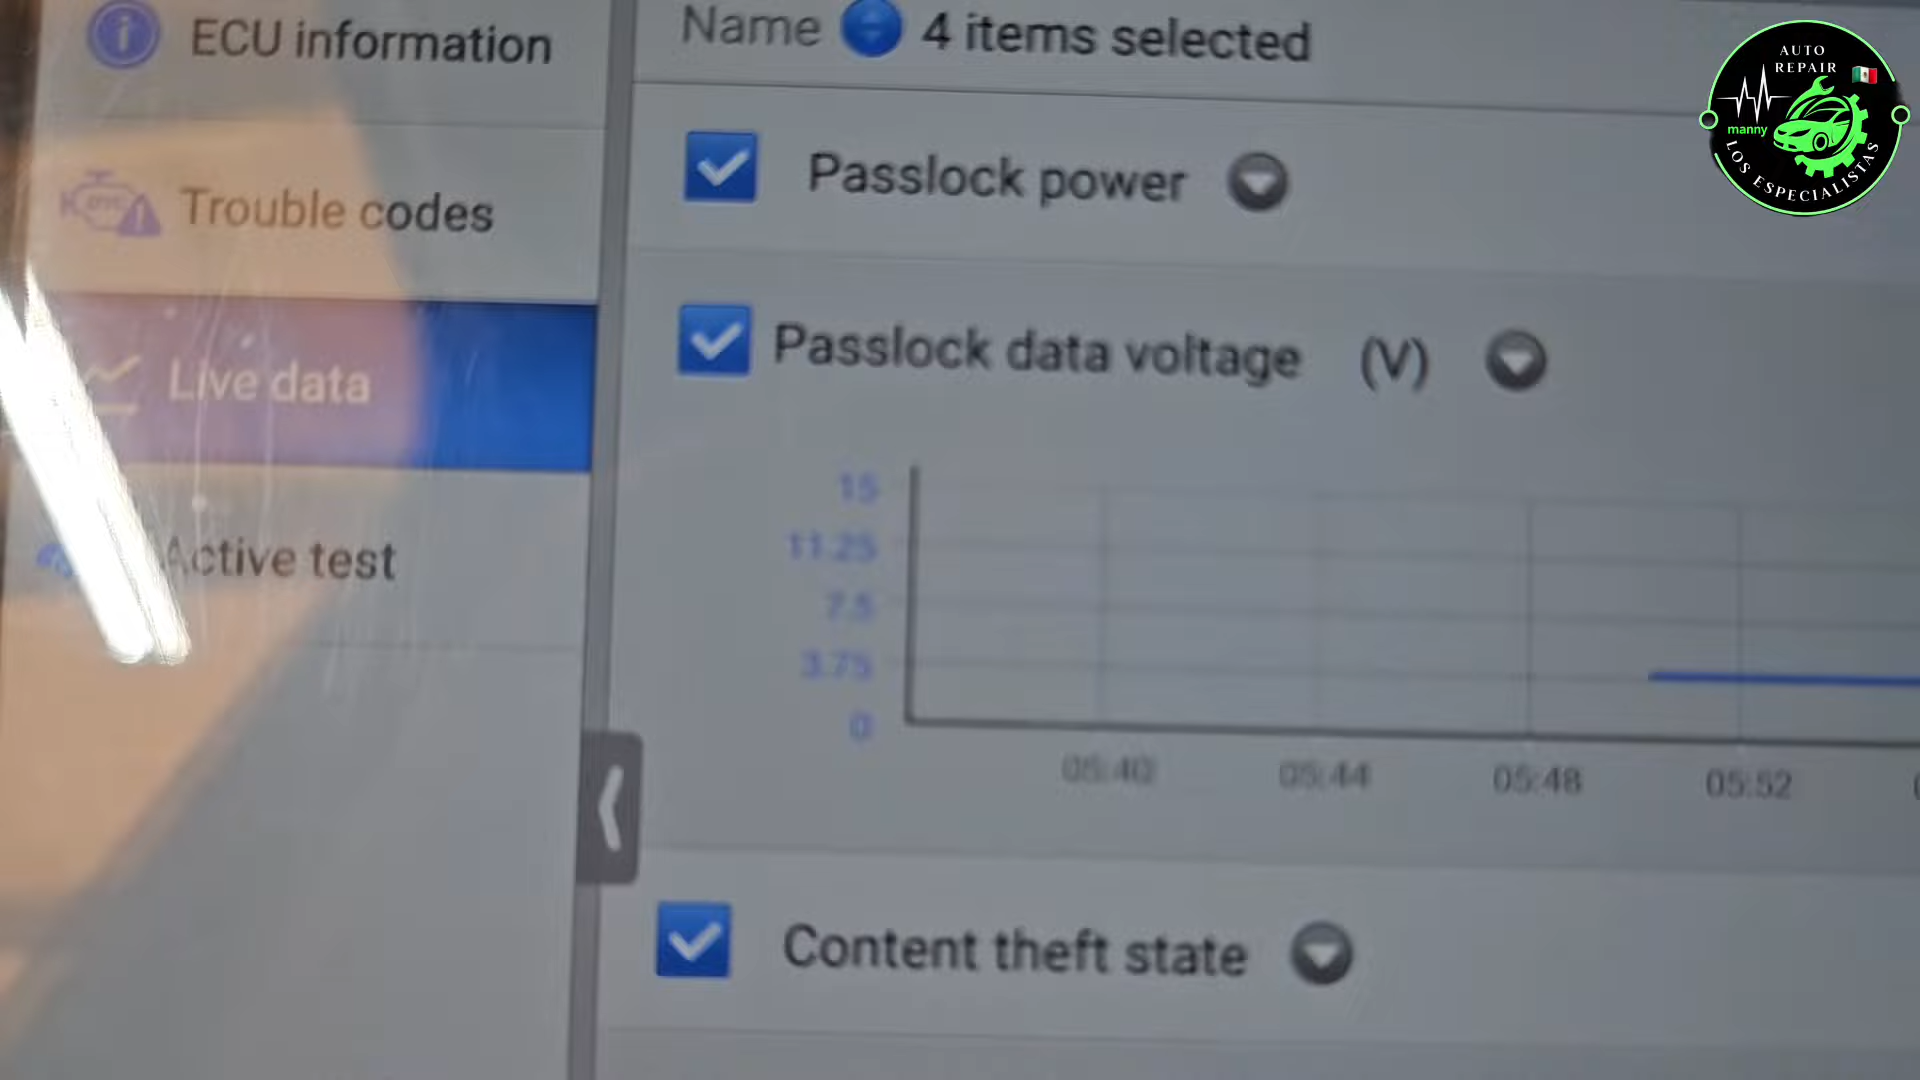 ECU information
Trouble codes
Live data
Active test
Name 4 items selected
Passlock power
Passlock data voltage (V)
15
11.25
7.5
3.75
0
05:40 05:44 05:48 05:52
Content theft state
AUTO
REPAIR
manny
LOS ESPECIALISTAS